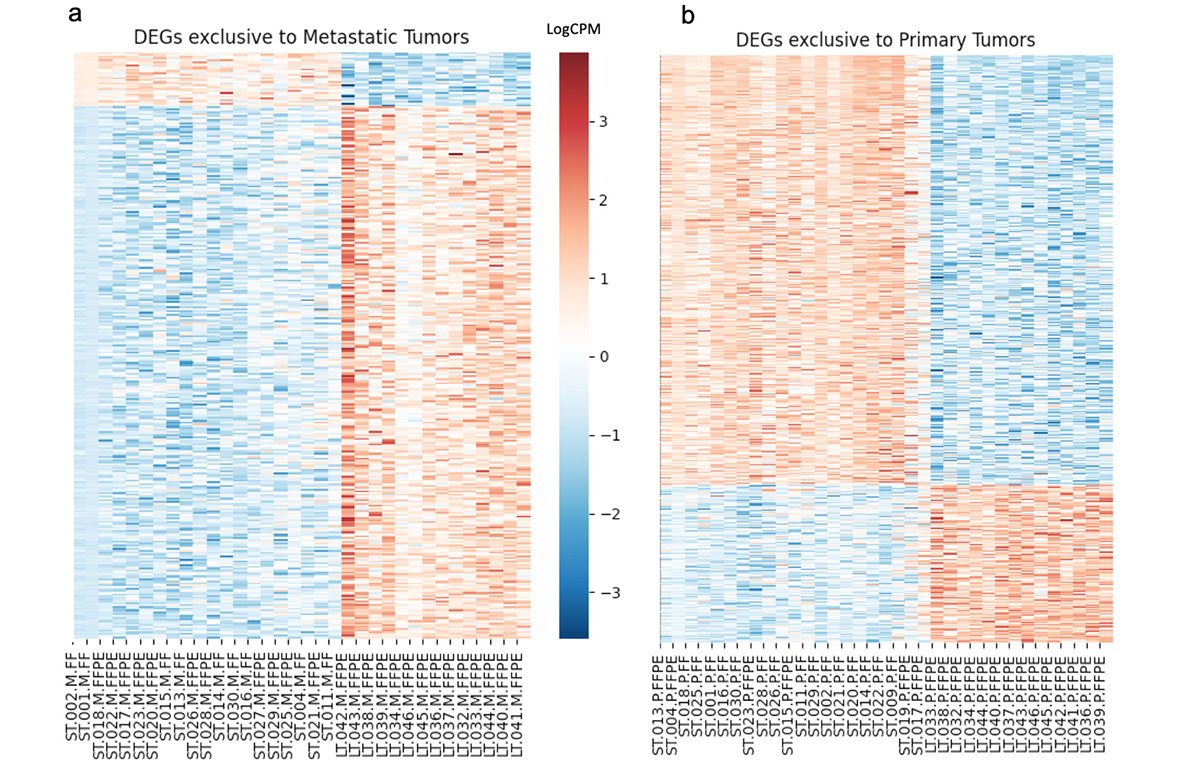 a
b
DEGs exclusive to Metastatic Tumors
LogCPM
DEGs exclusive to Primary Tumors
3
2
1
0
−1
−2
−3
ST.002.M.FF
ST.001.M.FF
ST.018.M.FFPE
ST.022.M.FFPE
ST.017.M.FFPE
ST.023.M.FFPE
ST.020.M.FFPE
ST.015.M.FF
ST.013.M.FF
ST.026.M.FFPE
ST.028.M.FFPE
ST.014.M.FF
ST.030.M.FF
ST.016.M.FF
ST.027.M.FFPE
ST.029.M.FFPE
ST.025.M.FFPE
ST.004.M.FF
ST.021.M.FFPE
ST.011.M.FF
LT.042.M.FFPE
LT.043.M.FFPE
LT.038.M.FFPE
LT.039.M.FFPE
LT.034.M.FFPE
LT.046.M.FFPE
LT.045.M.FFPE
LT.036.M.FFPE
LT.037.M.FFPE
LT.032.M.FFPE
LT.033.M.FFPE
LT.044.M.FFPE
LT.040.M.FFPE
LT.041.M.FFPE
ST.013.P.FFPE
ST.004.P.FFPE
ST.018.P.FF
ST.025.P.FF
ST.001.P.FF
ST.016.P.FF
ST.030.P.FF
ST.023.P.FFPE
ST.028.P.FF
ST.026.P.FF
ST.015.P.FFPE
ST.011.P.FF
ST.029.P.FF
ST.002.P.FF
ST.021.P.FF
ST.020.P.FF
ST.014.P.FF
ST.022.P.FF
ST.009.P.FF
ST.019.P.FFPE
ST.017.P.FFPE
LT.033.P.FFPE
LT.038.P.FFPE
LT.032.P.FFPE
LT.034.P.FFPE
LT.044.P.FFPE
LT.040.P.FFPE
LT.037.P.FFPE
LT.043.P.FFPE
LT.046.P.FFPE
LT.045.P.FFPE
LT.042.P.FFPE
LT.041.P.FFPE
LT.036.P.FFPE
LT.039.P.FFPE